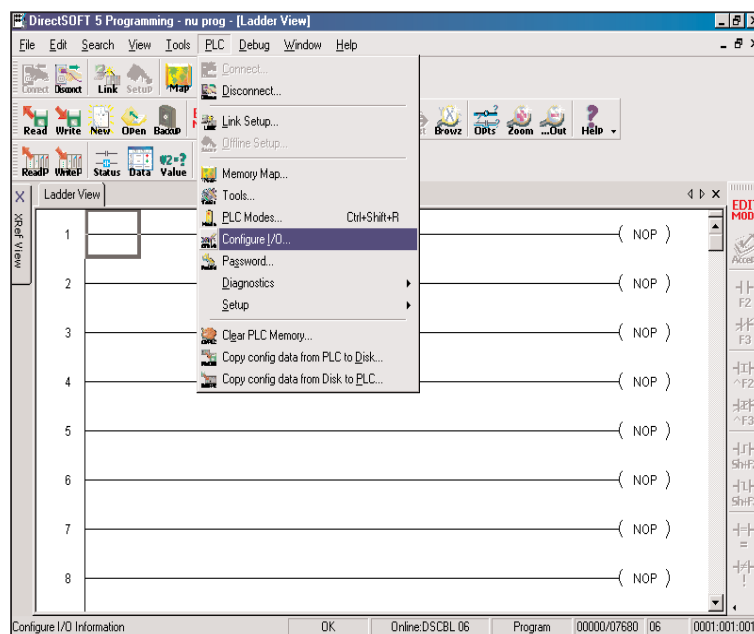 DirectSOFT 5 Programming - nu prog - [Ladder View]
File Edit Search View Tools PLC Debug Window Help
Connect Disconct Link Setup Map
Read Write New Open Backup
Browz Opts Zoom ...Out Help
ReadP WriteP Status Data Value
Connect...
Disconnect...
Link Setup...
Offline Setup...
Memory Map...
Tools...
PLC Modes... Ctrl+Shift+R
Configure I/O...
Password...
Diagnostics
Setup
Clear PLC Memory...
Copy config data from PLC to Disk...
Copy config data from Disk to PLC...
XRef View
Ladder View
1 ( NOP )
2 ( NOP )
3 ( NOP )
4 ( NOP )
5 ( NOP )
6 ( NOP )
7 ( NOP )
8 ( NOP )
EDIT
MODE
F2
F3
^F2
^F3
=
Configure I/O Information OK Online:DSCBL 06 Program 00000/07680 06 0001:001:001